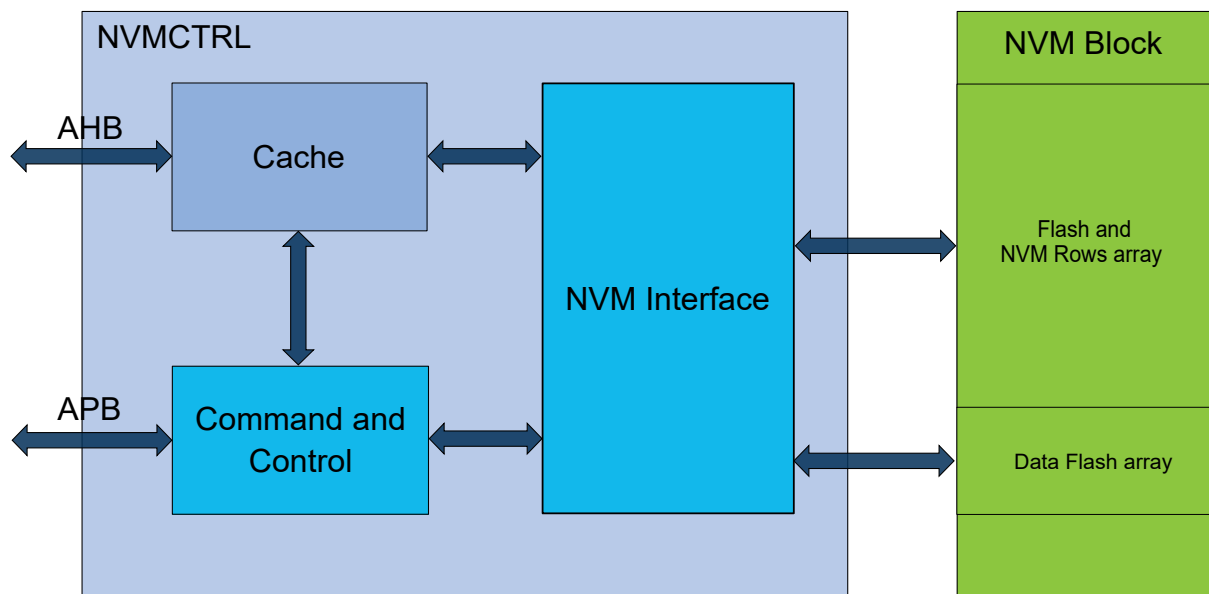 NVMCTRL
NVM Block
AHB
Cache
Flash and
NVM Rows array
NVM Interface
APB
Command and
Control
Data Flash array